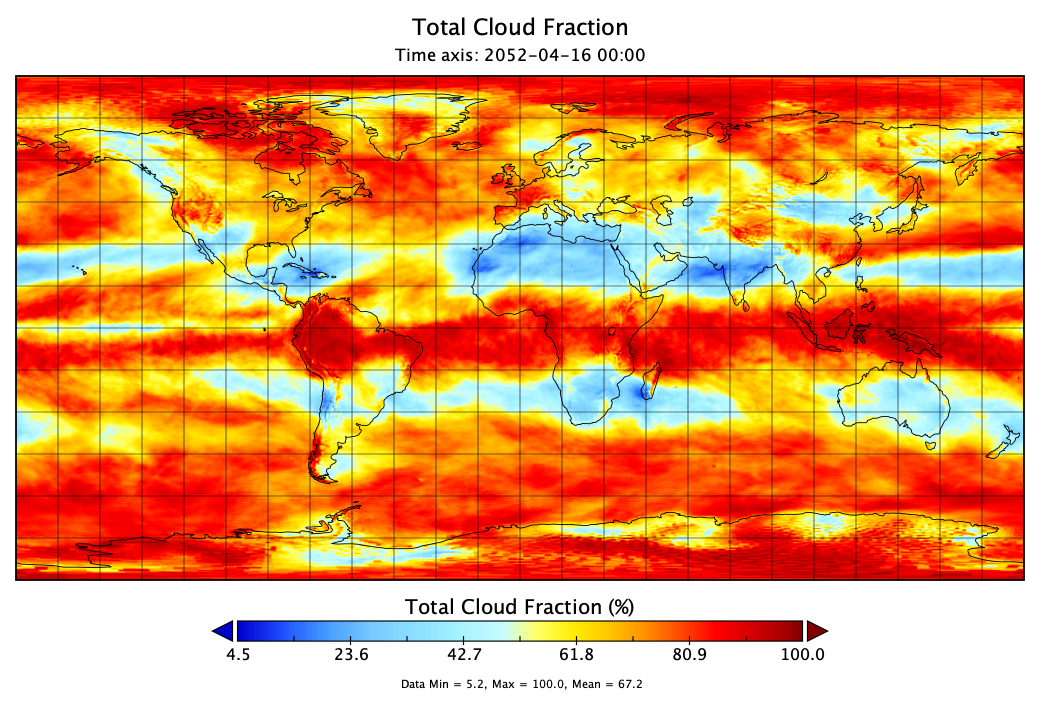 Total Cloud Fraction
Time axis: 2052-04-16 00:00
Total Cloud Fraction (%)
4.5 23.6 42.7 61.8 80.9 100.0
Data Min = 5.2, Max = 100.0, Mean = 67.2